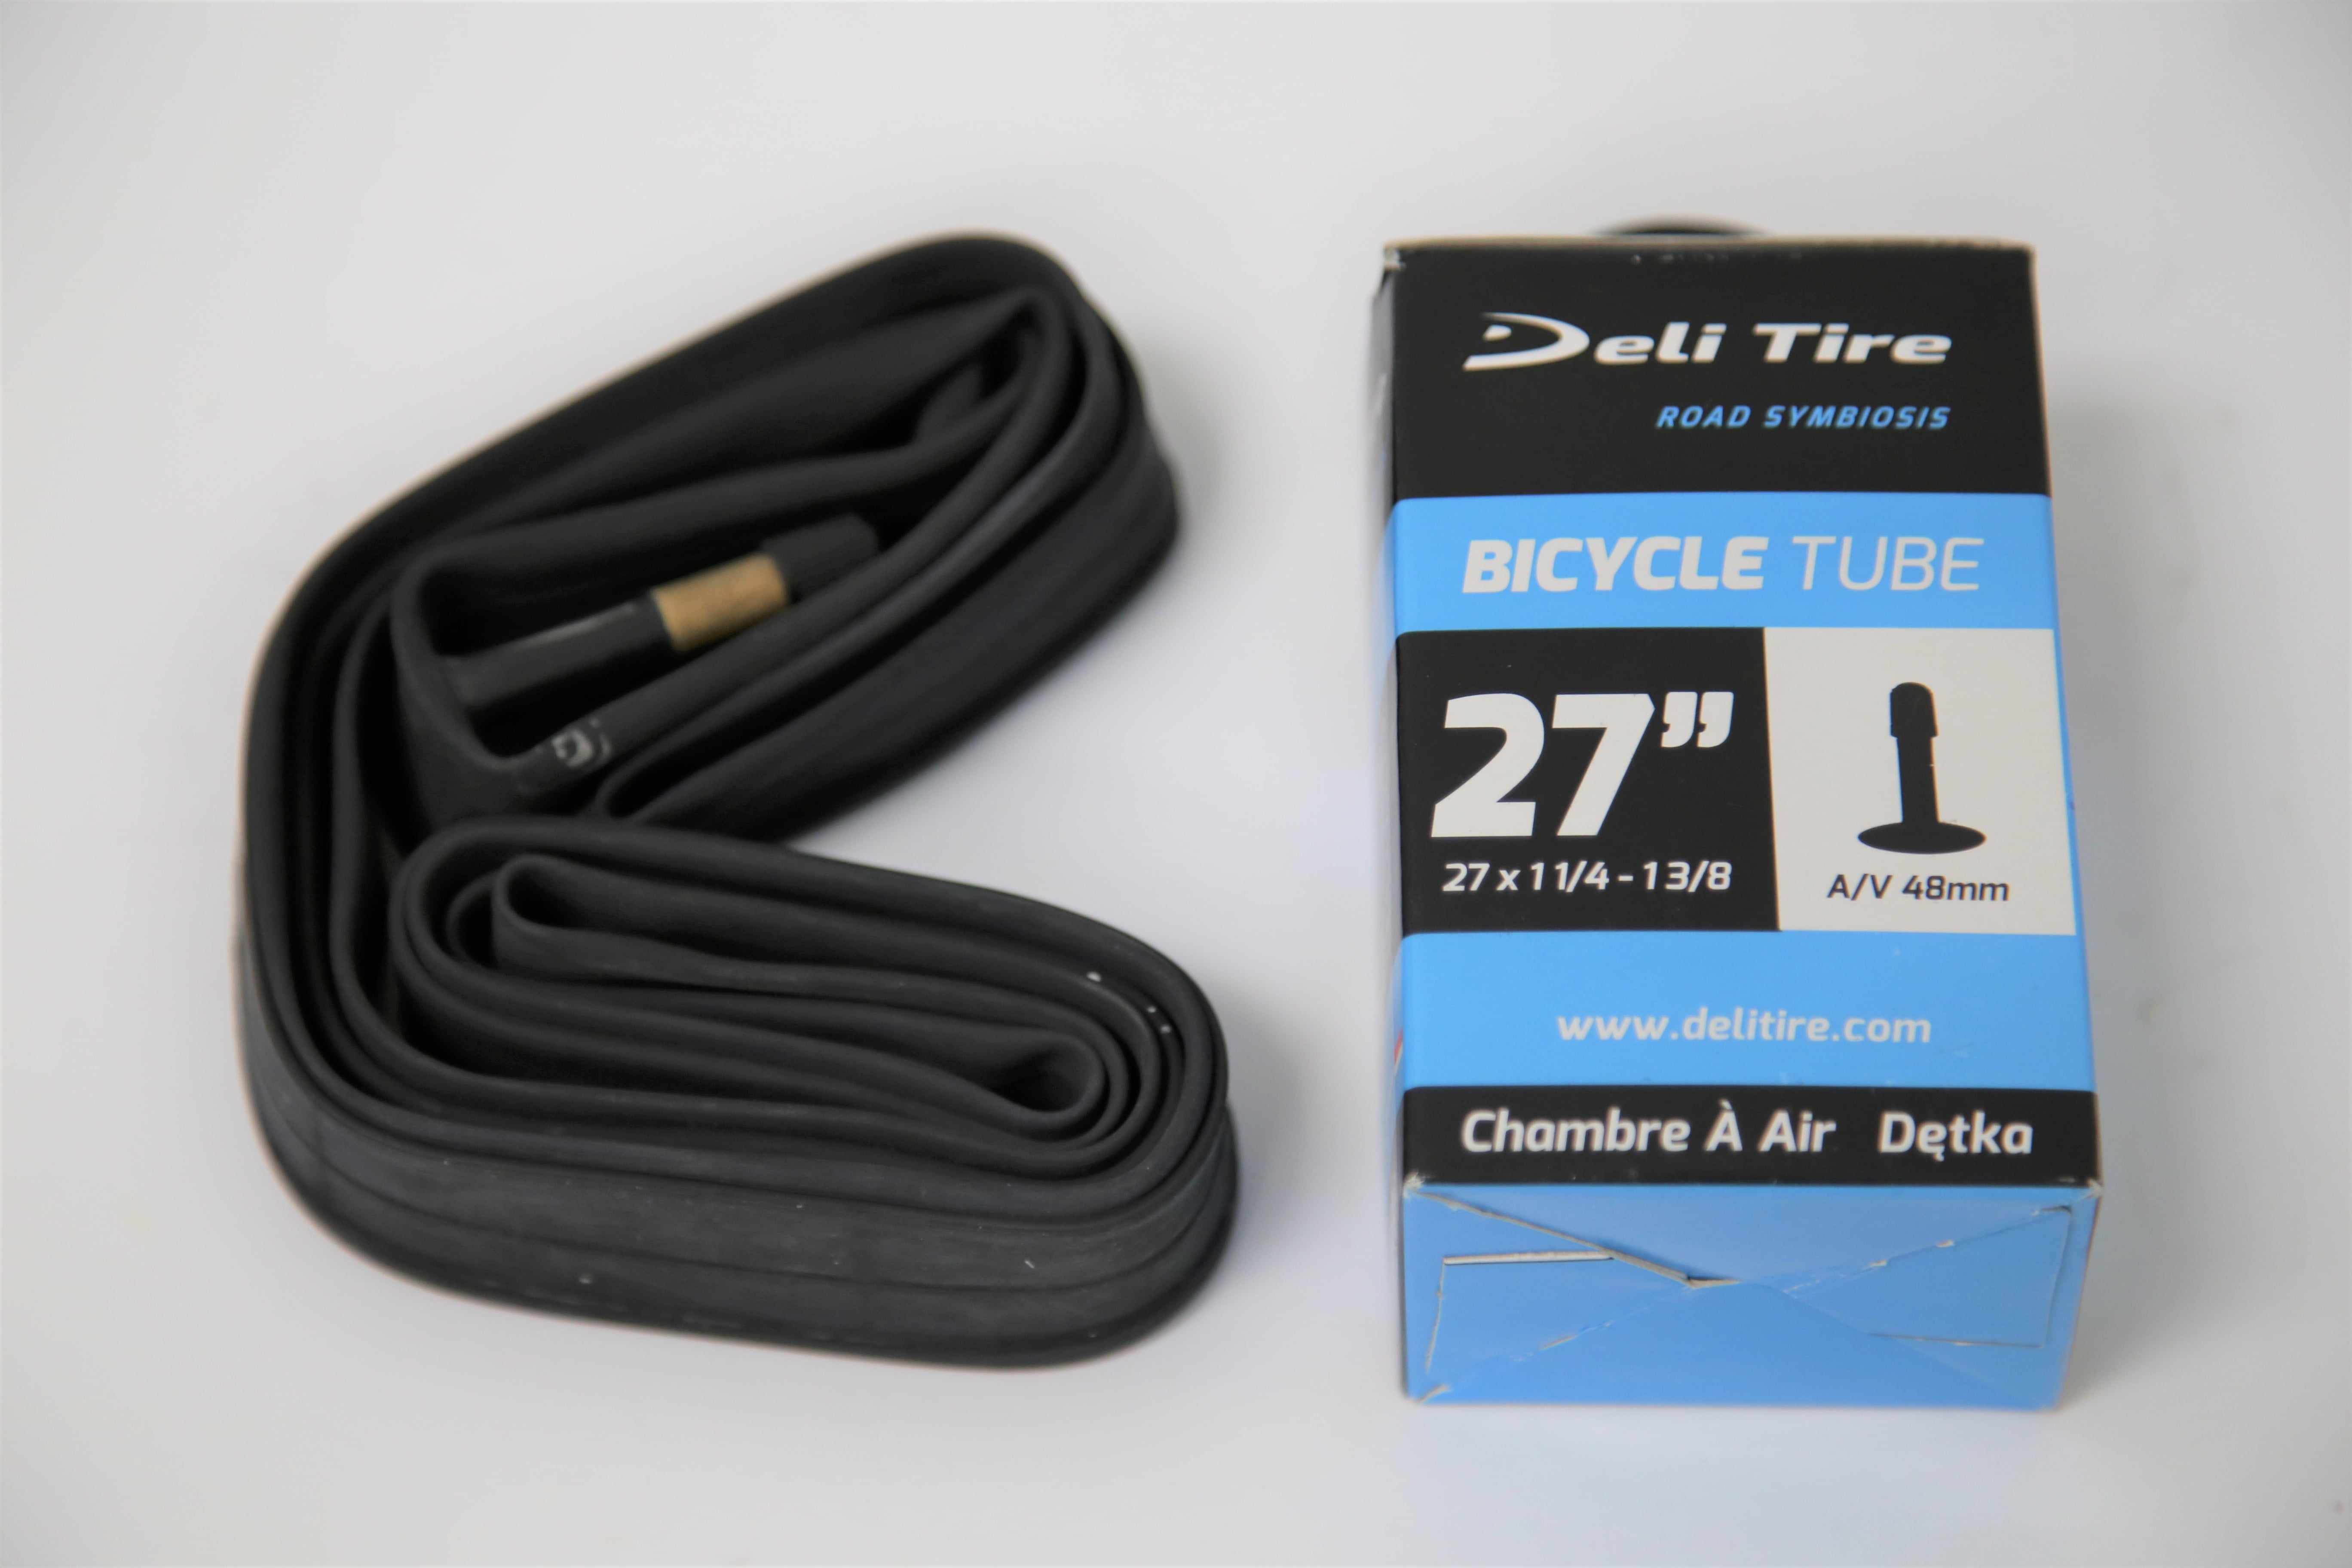 Deli Tire
ROAD SYMBIOSIS
BICYCLE TUBE
27”
27 x 1 1/4 - 1 3/8
A/V 48mm
www.delitire.com
Chambre À Air Dętka